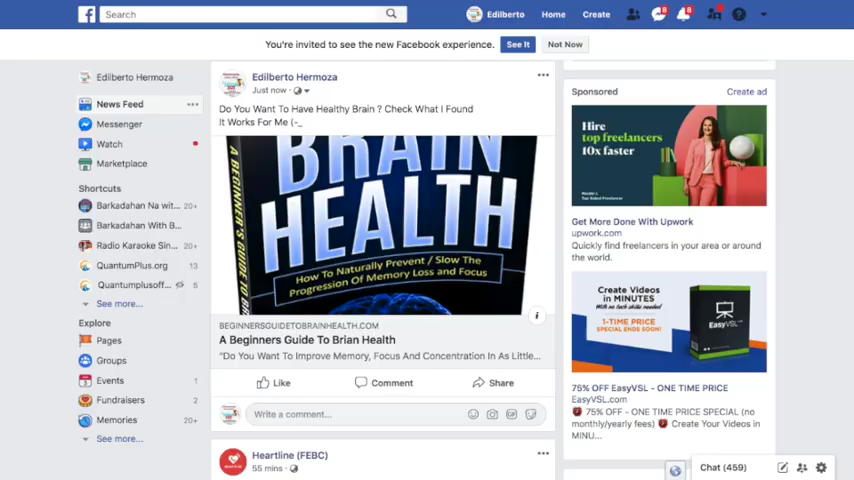 Search
Edilberto
Home
Create
8
8
You're invited to see the new Facebook experience.
See It
Not Now
Edilberto Hermoza
News Feed
Messenger
Watch
Marketplace
Shortcuts
Barkadahan Na wit... 20+
Barkadahan With B...
Radio Karaoke Sin... 20+
QuantumPlus.org 13
Quantumplusoff... 6
See more...
Explore
Pages
Groups
Events 1
Fundraisers
Memories 20+
See more...
Edilberto Hermoza
Just now
Do You Want To Have Healthy Brain ? Check What I Found
It Works For Me (-_
A BEGINNER'S GUIDE TO BRA
BRAIN
HEALTH
How To Naturally Prevent / Slow The
Progression Of Memory Loss and Focus
BEGINNERSGUIDETOBRAINHEALTH.COM
A Beginners Guide To Brian Health
"Do You Want To Improve Memory, Focus And Concentration In As Little...
Like
Comment
Share
Write a comment...
GIF
Heartline (FEBC)
55 mins
Sponsored
Create ad
Hire
top freelancers
10x faster
Get More Done With Upwork
upwork.com
Quickly find freelancers in your area or around
the world.
Create Videos
in MINUTES
1-TIME PRICE
SPECIAL ENDS SOON!
EasyVSL
75% OFF EasyVSL - ONE TIME PRICE
EasyVSL.com
75% OFF - ONE TIME PRICE SPECIAL (no
monthly/yearly fees) Create Your Videos in
MINU...
Chat (459)